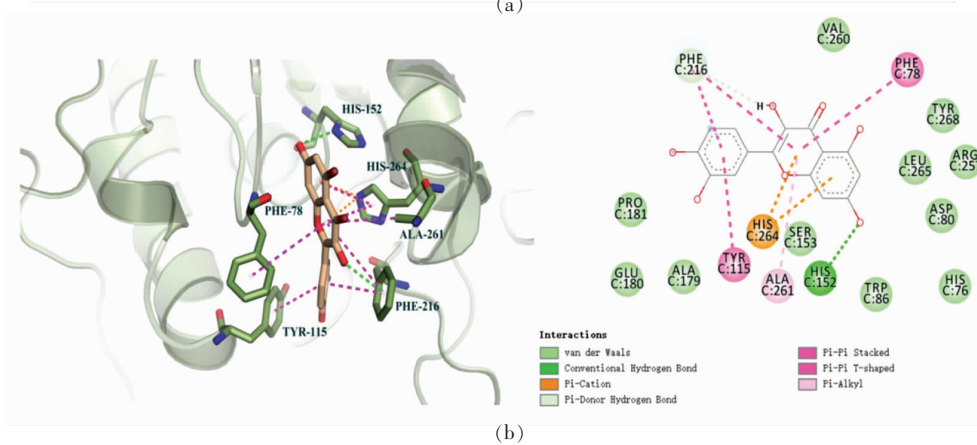 (a)
HIS-152
HIS-264
PHE-78
ALA-261
PHE-216
TYR-115
VAL
C:260
PHE
C:216
PHE
C:78
H
TYR
C:268
LEU
C:265
ARG
C:25
PRO
C:181
ASP
C:80
HIS
C:264
SER
C:153
TYR
C:115
GLU
C:180
ALA
C:179
ALA
C:261
HIS
C:152
TRP
C:86
HIS
C:76
Interactions
van der Waals
Conventional Hydrogen Bond
Pi-Cation
Pi-Donor Hydrogen Bond
Pi-Pi Stacked
Pi-Pi T-shaped
Pi-Alkyl
(b)